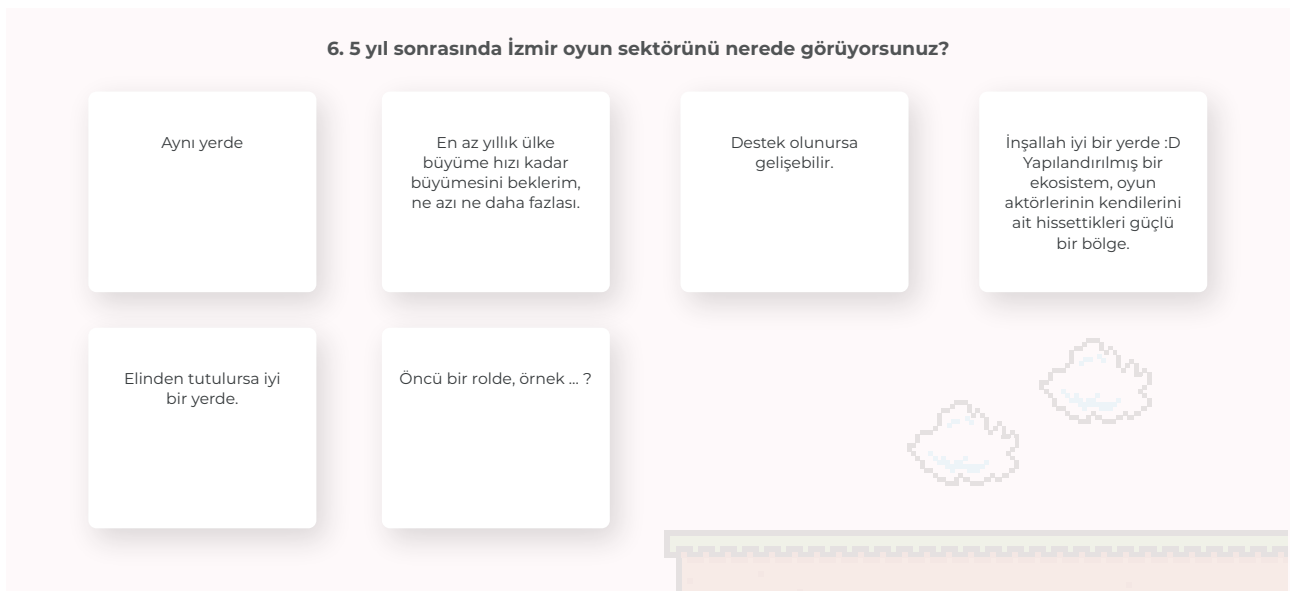 6. 5 yıl sonrasında İzmir oyun sektörünü nerede görüyorsunuz?
Aynı yerde
En az yıllık ülke
büyüme hızı kadar
büyümesini beklerim,
ne azı ne daha fazlası.
Destek olunursa
gelişebilir.
İnşallah iyi bir yerde :D
Yapılandırılmış bir
ekosistem, oyun
aktörlerinin kendilerini
ait hissettikleri güçlü
bir bölge.
Elinden tutulursa iyi
bir yerde.
Öncü bir rolde, örnek ... ?